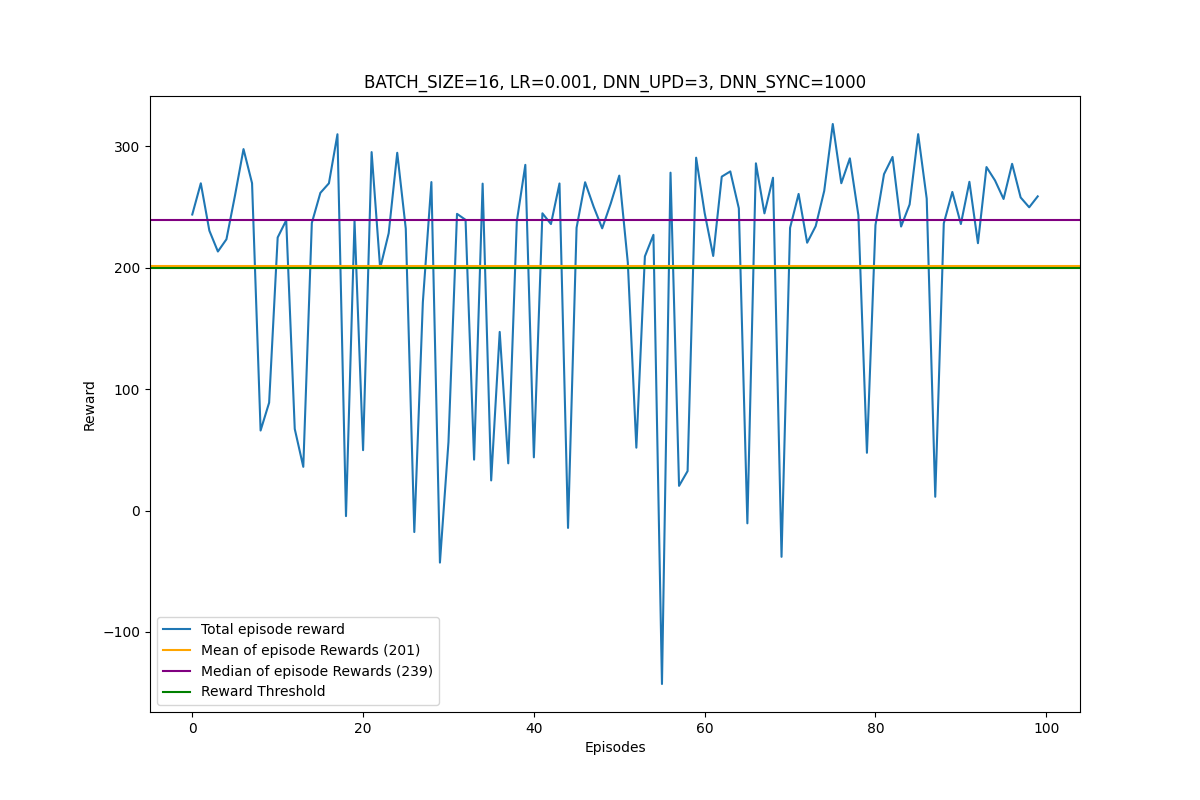 BATCH_SIZE=16, LR=0.001, DNN_UPD=3, DNN_SYNC=1000
300
200
100
0
−100
Reward
Total episode reward
Mean of episode Rewards (201)
Median of episode Rewards (239)
Reward Threshold
0 20 40 60 80 100
Episodes